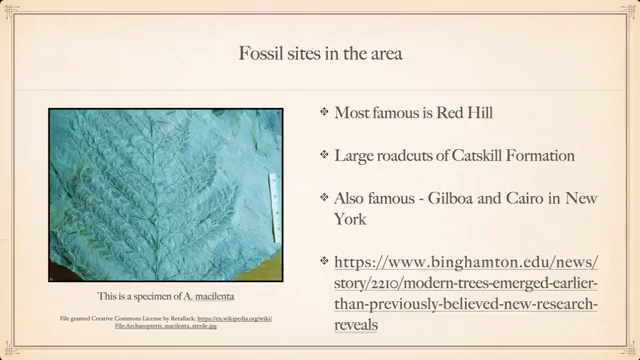 Fossil sites in the area
❖ Most famous is Red Hill
❖ Large roadcuts of Catskill Formation
❖ Also famous - Gilboa and Cairo in New
York
❖ https://www.binghamton.edu/news/
story/2210/modern-trees-emerged-earlier-
than-previously-believed-new-research-
reveals
This is a specimen of A. macilenta
File granted Creative Commons License by Retallack: https://en.wikipedia.org/wiki/
File:Archaeopteris_macilenta_sterile.jpg